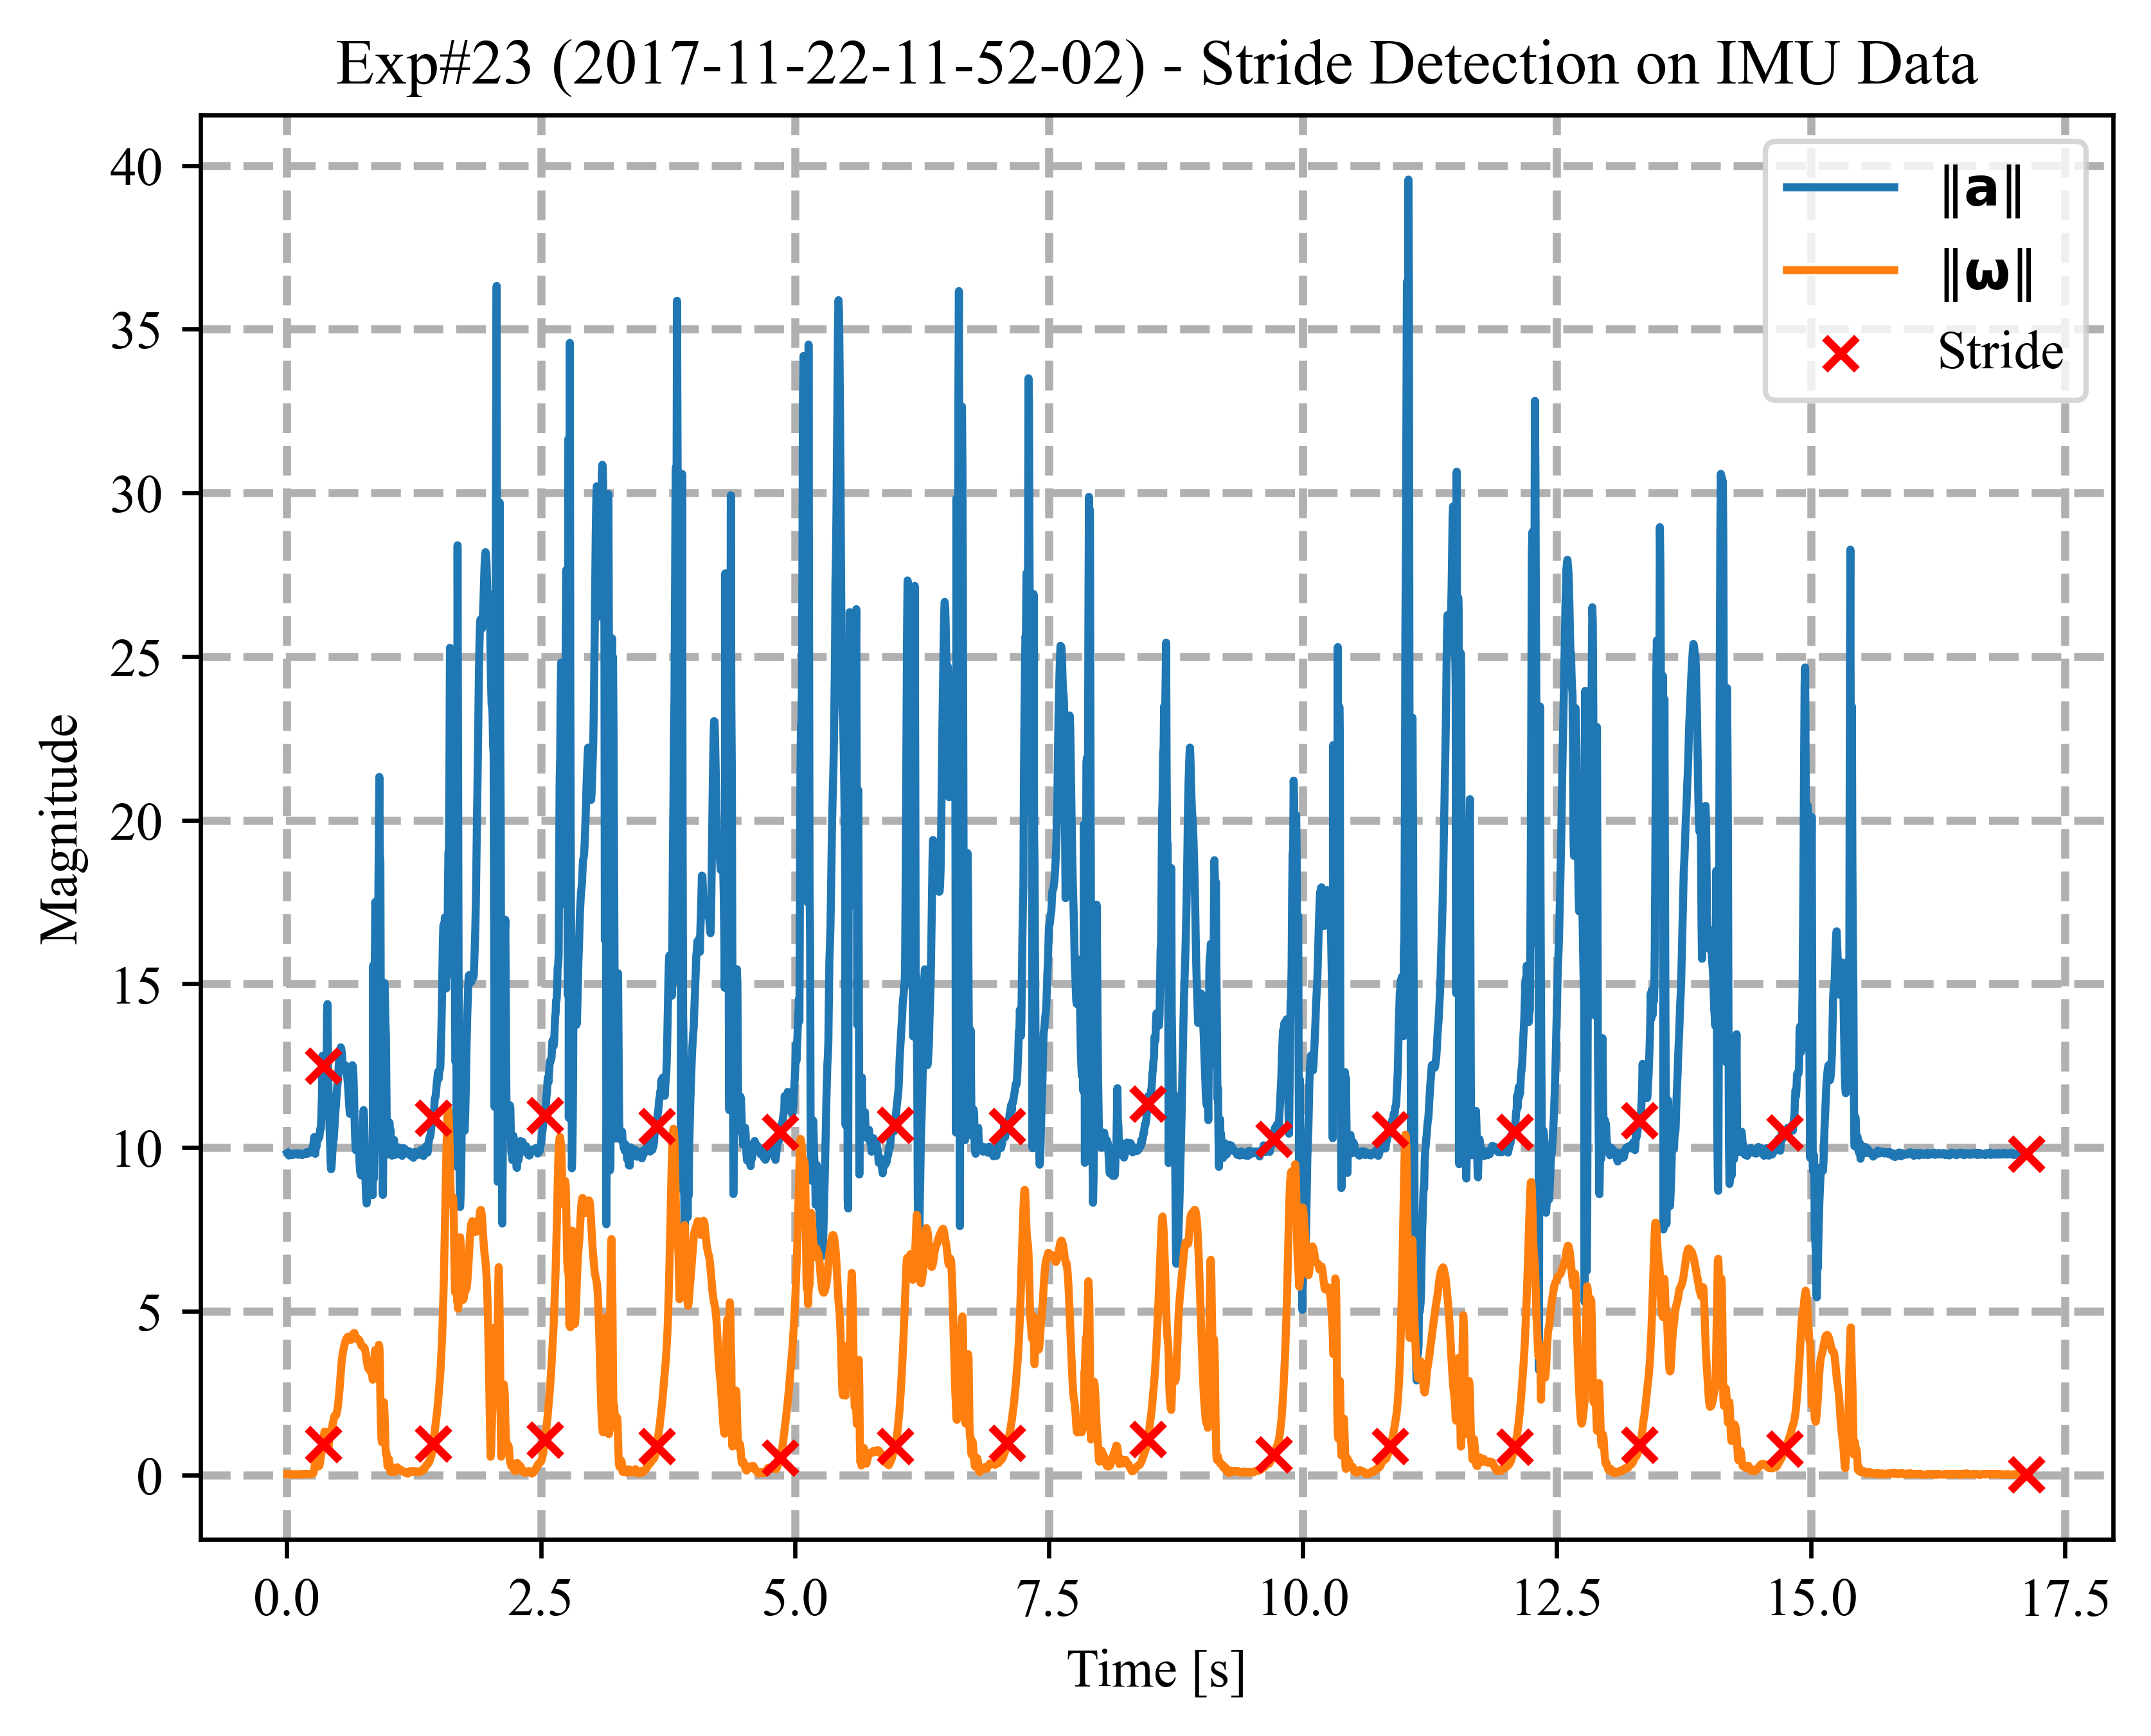 Exp#23 (2017-11-22-11-52-02) - Stride Detection on IMU Data
‖a‖
‖ω‖
Stride
40
35
30
25
20
15
10
5
0
Magnitude
0.0 2.5 5.0 7.5 10.0 12.5 15.0 17.5
Time [s]